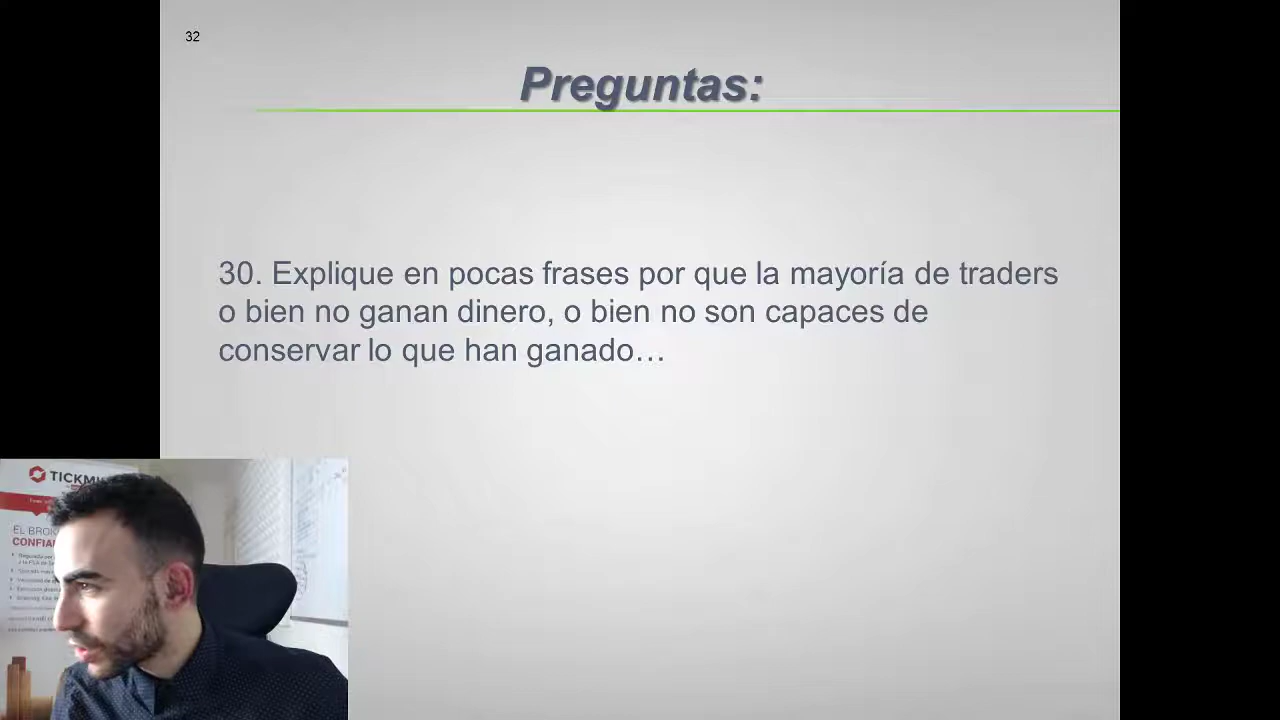 32
Preguntas:
30. Explique en pocas frases por que la mayoría de traders
o bien no ganan dinero, o bien no son capaces de
conservar lo que han ganado…
TICKMI
EL BRO
CONFIA